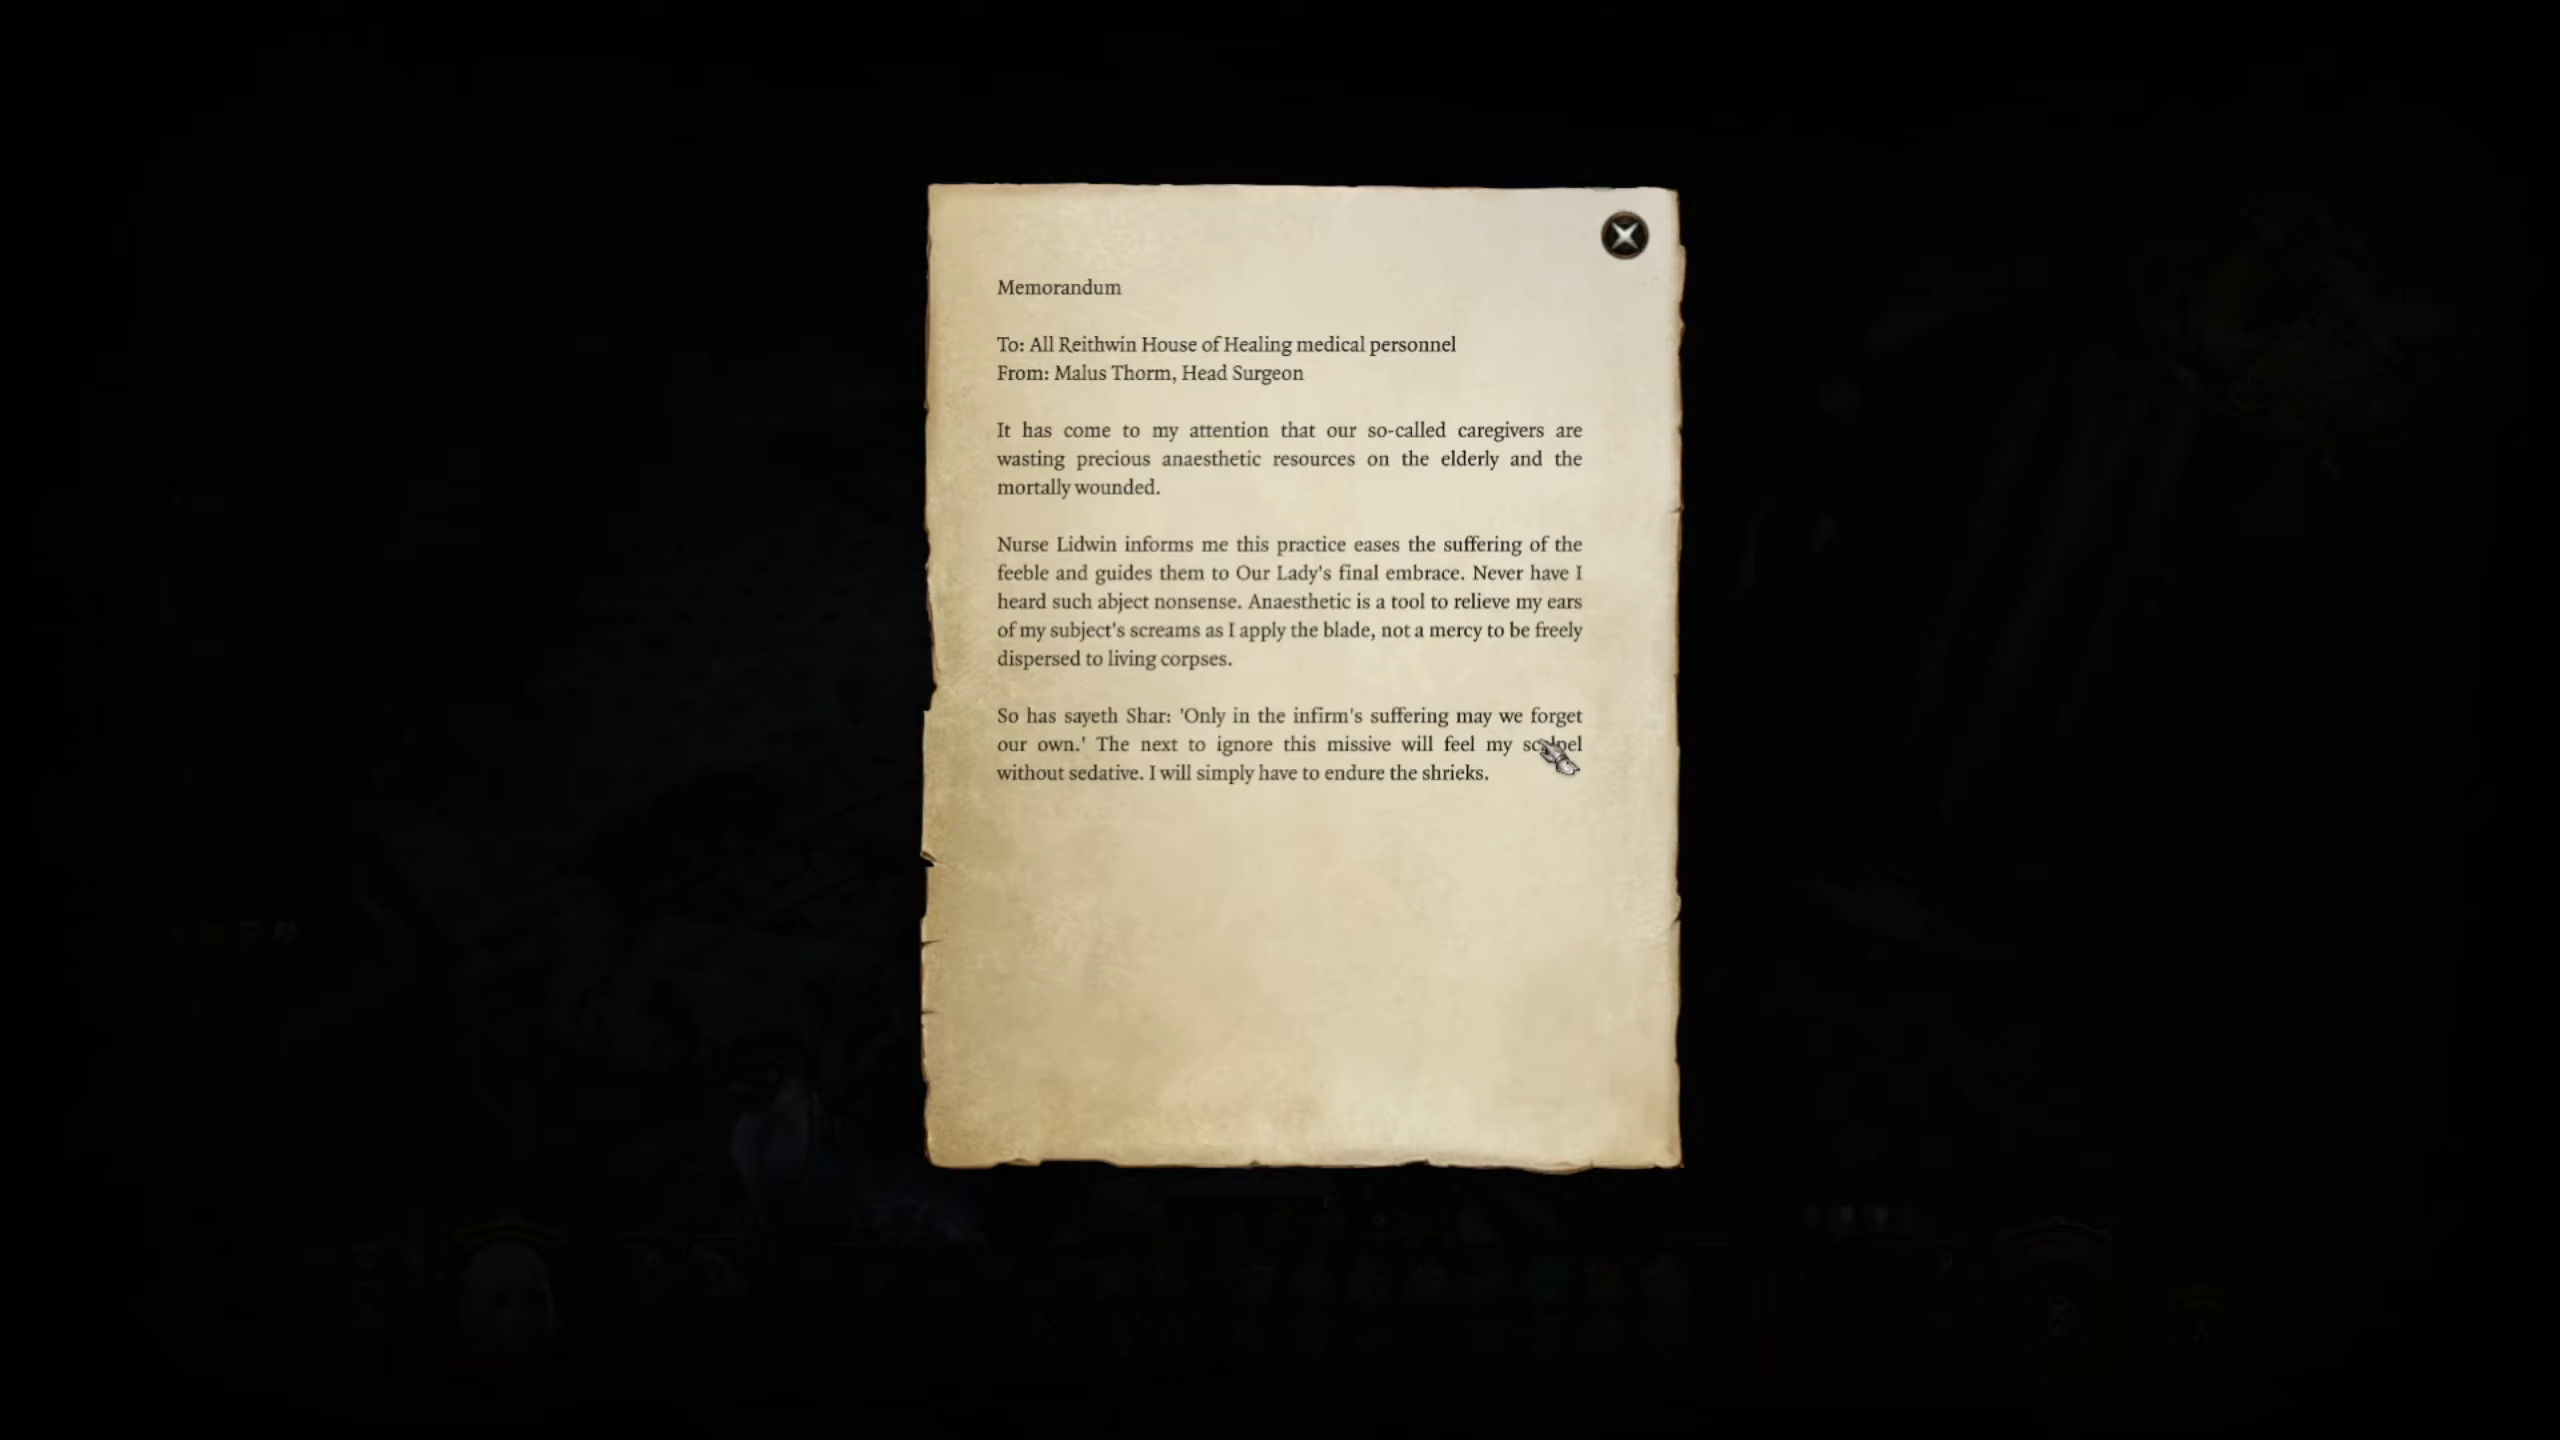 Memorandum
To: All Reithwin House of Healing medical personnel
From: Malus Thorm, Head Surgeon
It has come to my attention that our so-called caregivers are
wasting precious anaesthetic resources on the elderly and the
mortally wounded.
Nurse Lidwin informs me this practice eases the suffering of the
feeble and guides them to Our Lady's final embrace. Never have I
heard such abject nonsense. Anaesthetic is a tool to relieve my ears
of my subject's screams as I apply the blade, not a mercy to be freely
dispersed to living corpses.
So has sayeth Shar: 'Only in the infirm's suffering may we forget
our own.' The next to ignore this missive will feel my scalpel
without sedative. I will simply have to endure the shrieks.